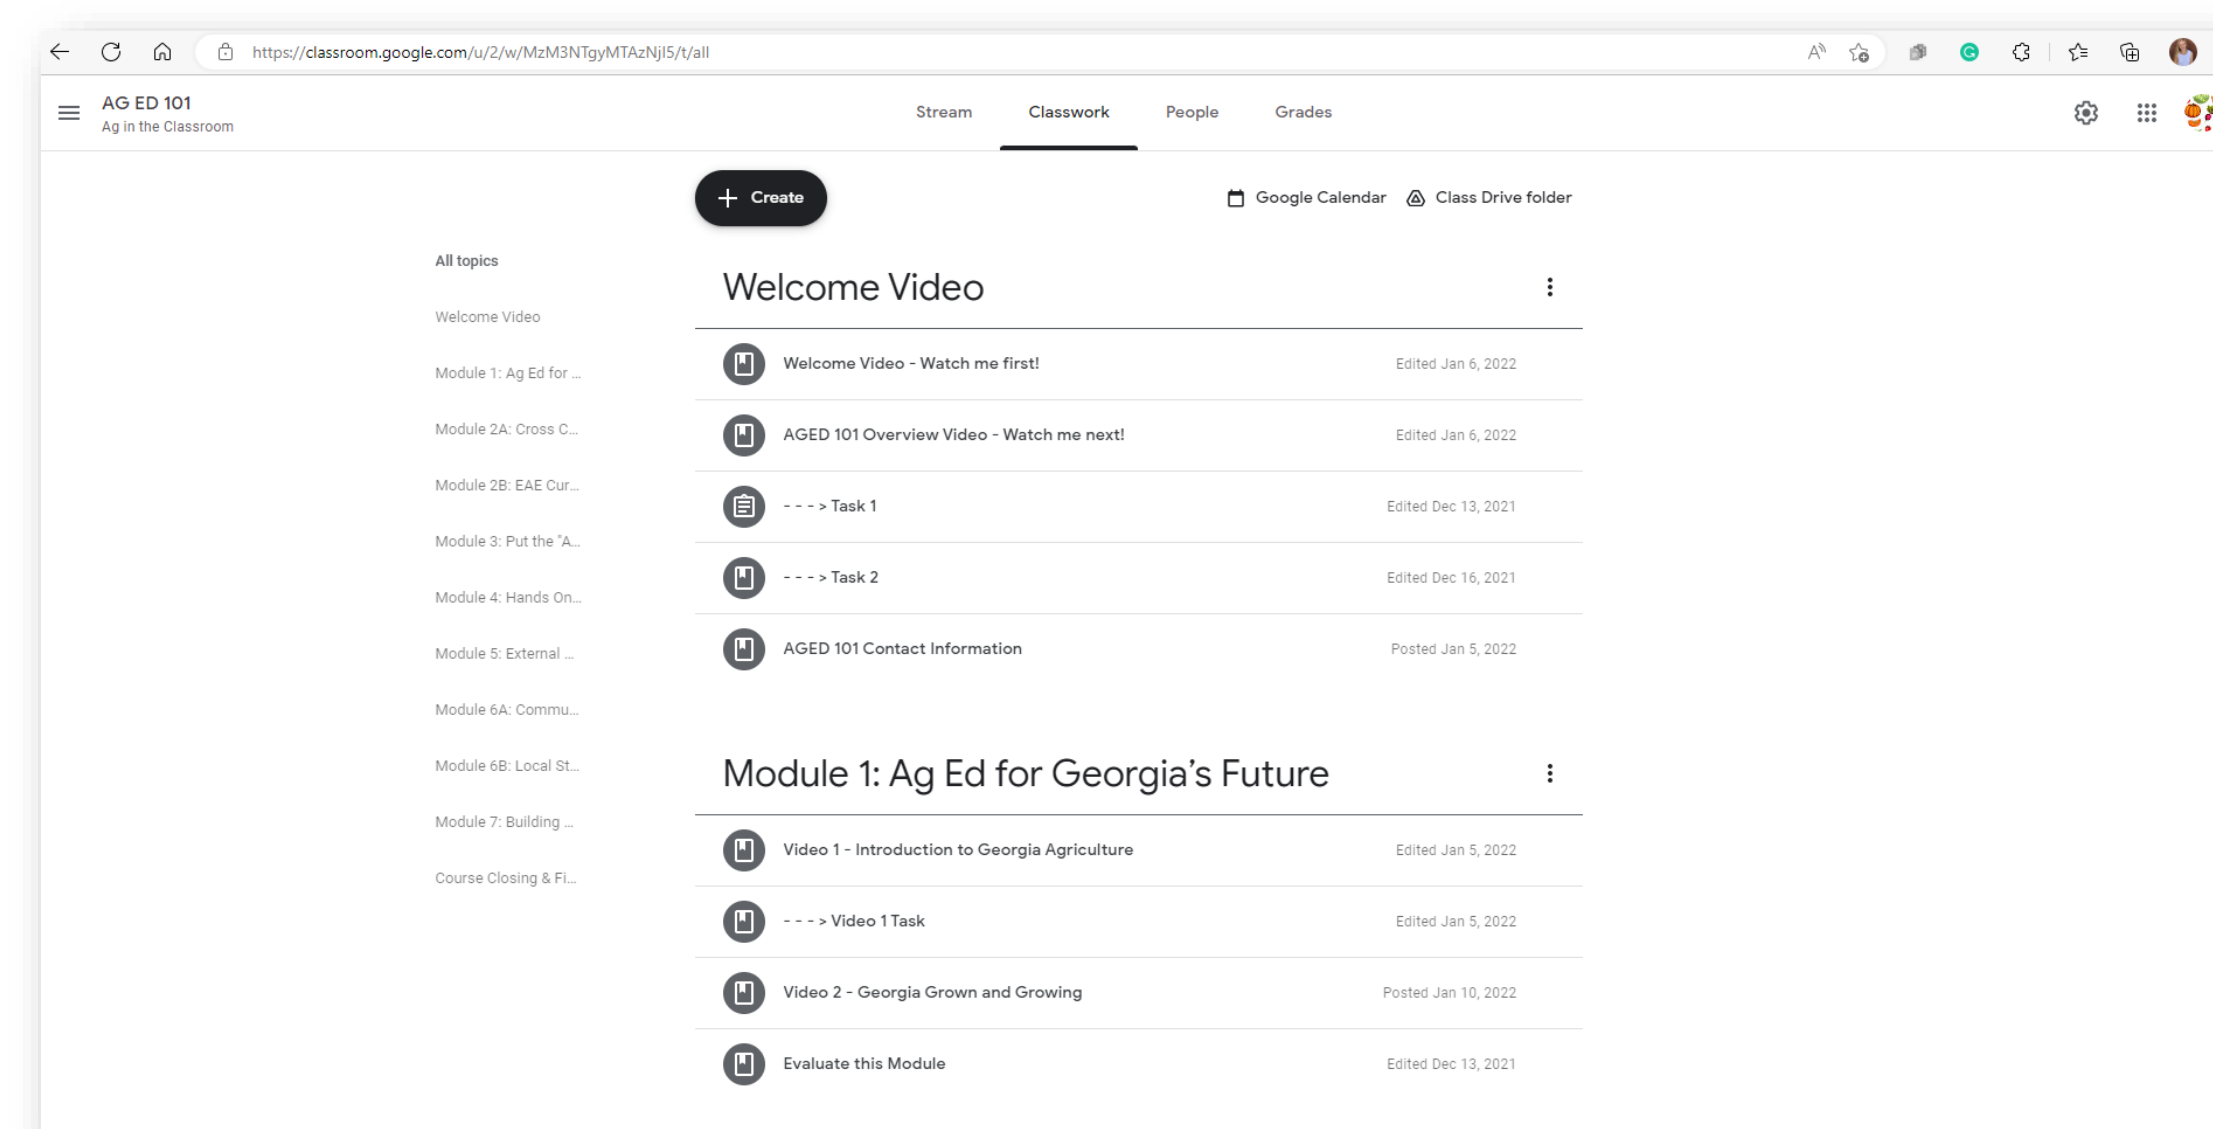 https://classroom.google.com/u/2/w/MzM3NTgyMTAzNjI5/t/all
AG ED 101
Ag in the Classroom
Stream
Classwork
People
Grades
Create
Google Calendar
Class Drive folder
All topics
Welcome Video
Module 1: Ag Ed for ...
Module 2A: Cross C...
Module 2B: EAE Cur...
Module 3: Put the "A...
Module 4: Hands On...
Module 5: External ...
Module 6A: Commu...
Module 6B: Local St...
Module 7: Building ...
Course Closing & Fi...
Welcome Video
Welcome Video - Watch me first!
Edited Jan 6, 2022
AGED 101 Overview Video - Watch me next!
Edited Jan 6, 2022
- - - > Task 1
Edited Dec 13, 2021
- - - > Task 2
Edited Dec 16, 2021
AGED 101 Contact Information
Posted Jan 5, 2022
Module 1: Ag Ed for Georgia’s Future
Video 1 - Introduction to Georgia Agriculture
Edited Jan 5, 2022
- - - > Video 1 Task
Edited Jan 5, 2022
Video 2 - Georgia Grown and Growing
Posted Jan 10, 2022
Evaluate this Module
Edited Dec 13, 2021